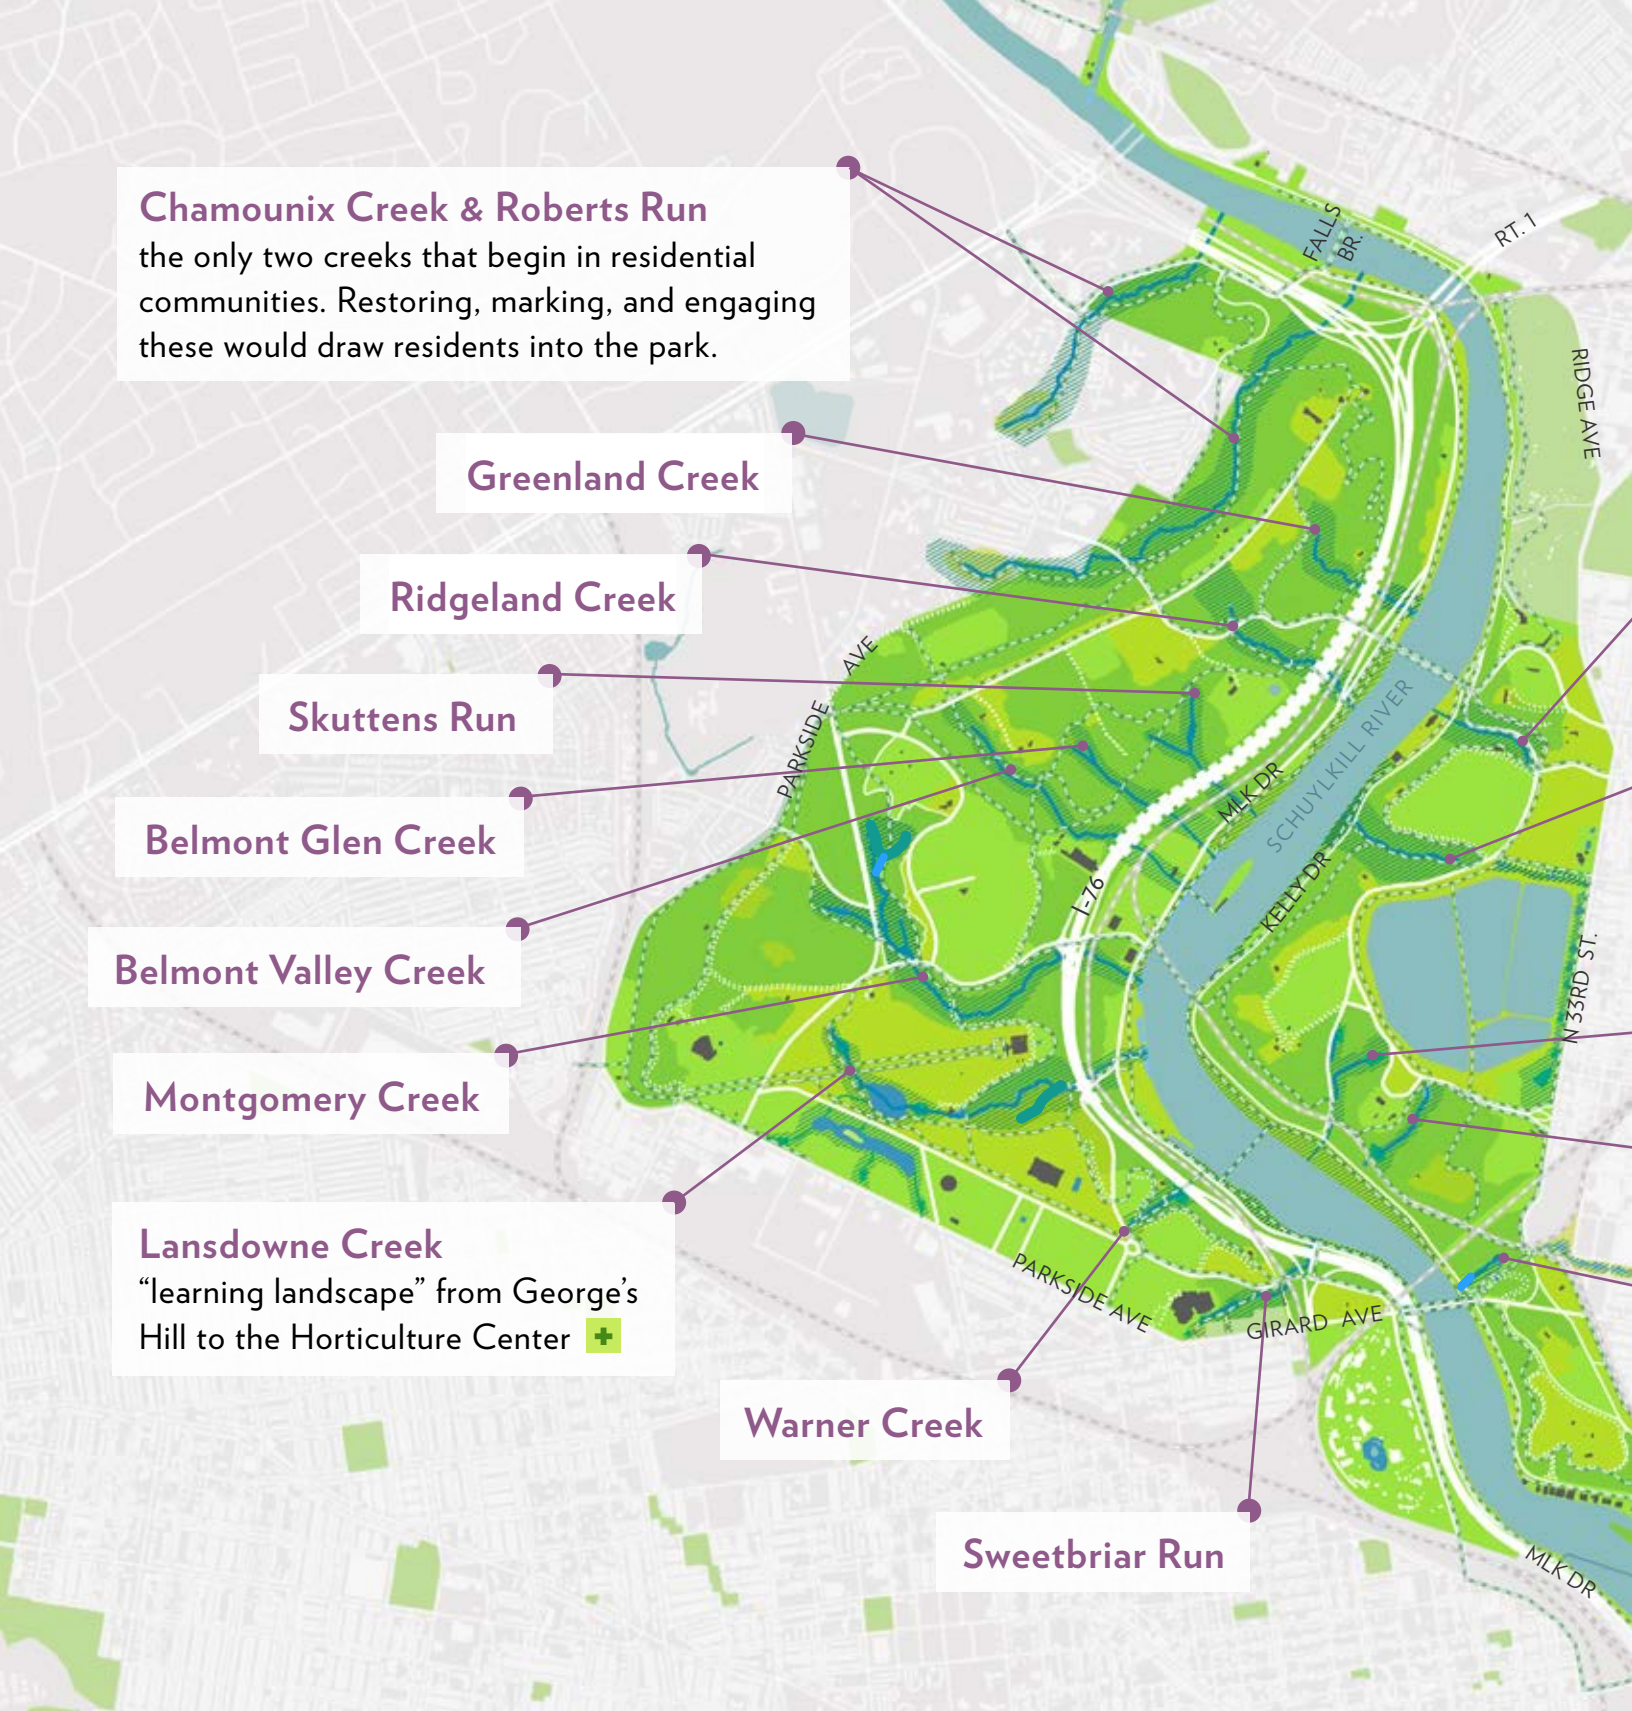 Chamounix Creek & Roberts Run
the only two creeks that begin in residential
communities. Restoring, marking, and engaging
these would draw residents into the park.
Greenland Creek
Ridgeland Creek
Skuttens Run
Belmont Glen Creek
Belmont Valley Creek
Montgomery Creek
Lansdowne Creek
“learning landscape” from George’s
Hill to the Horticulture Center
Warner Creek
Sweetbriar Run
FALLS
BR.
RT. 1
RIDGE AVE
PARKSIDE AVE
MLK DR
SCHUYLKILL RIVER
KELLY DR
I-76
N 33RD ST.
PARKSIDE AVE
GIRARD AVE
MLK DR